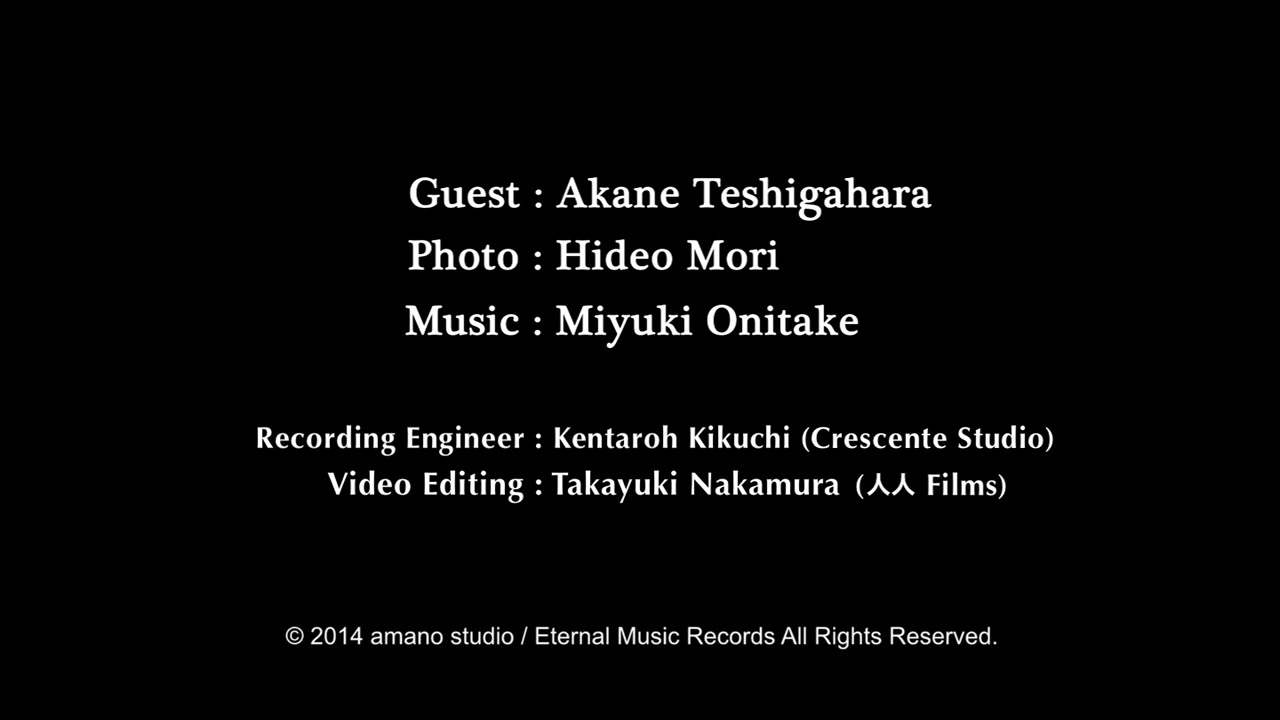 Guest : Akane Teshigahara
Photo : Hideo Mori
Music : Miyuki Onitake
Recording Engineer : Kentaroh Kikuchi (Crescente Studio)
Video Editing : Takayuki Nakamura (人人 Films)
© 2014 amano studio / Eternal Music Records All Rights Reserved.